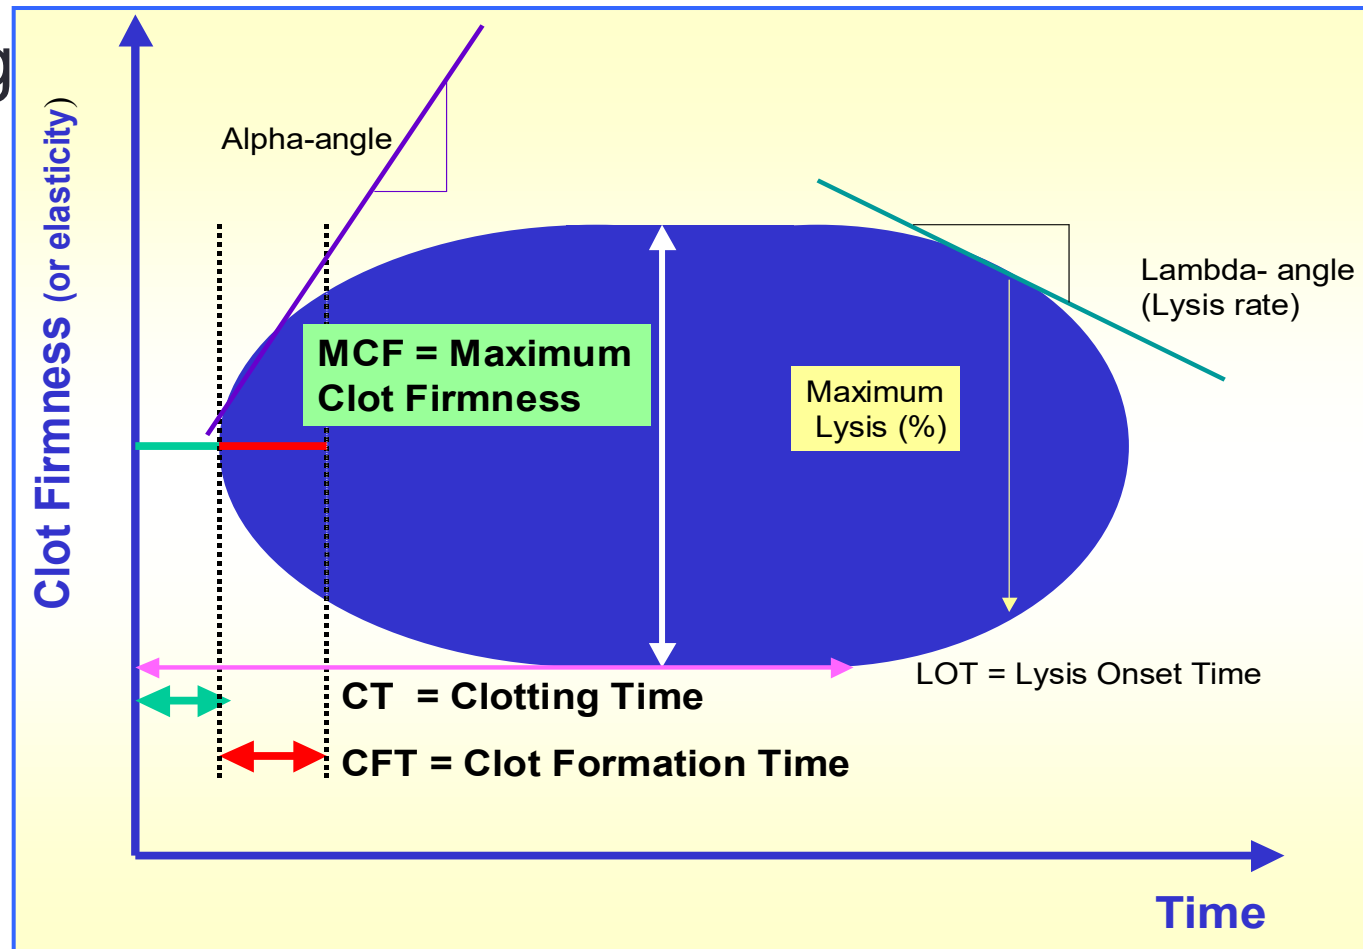 g
Clot Firmness (or elasticity)
Alpha-angle
Lambda- angle
(Lysis rate)
MCF = Maximum
Clot Firmness
Maximum
Lysis (%)
LOT = Lysis Onset Time
CT = Clotting Time
CFT = Clot Formation Time
Time